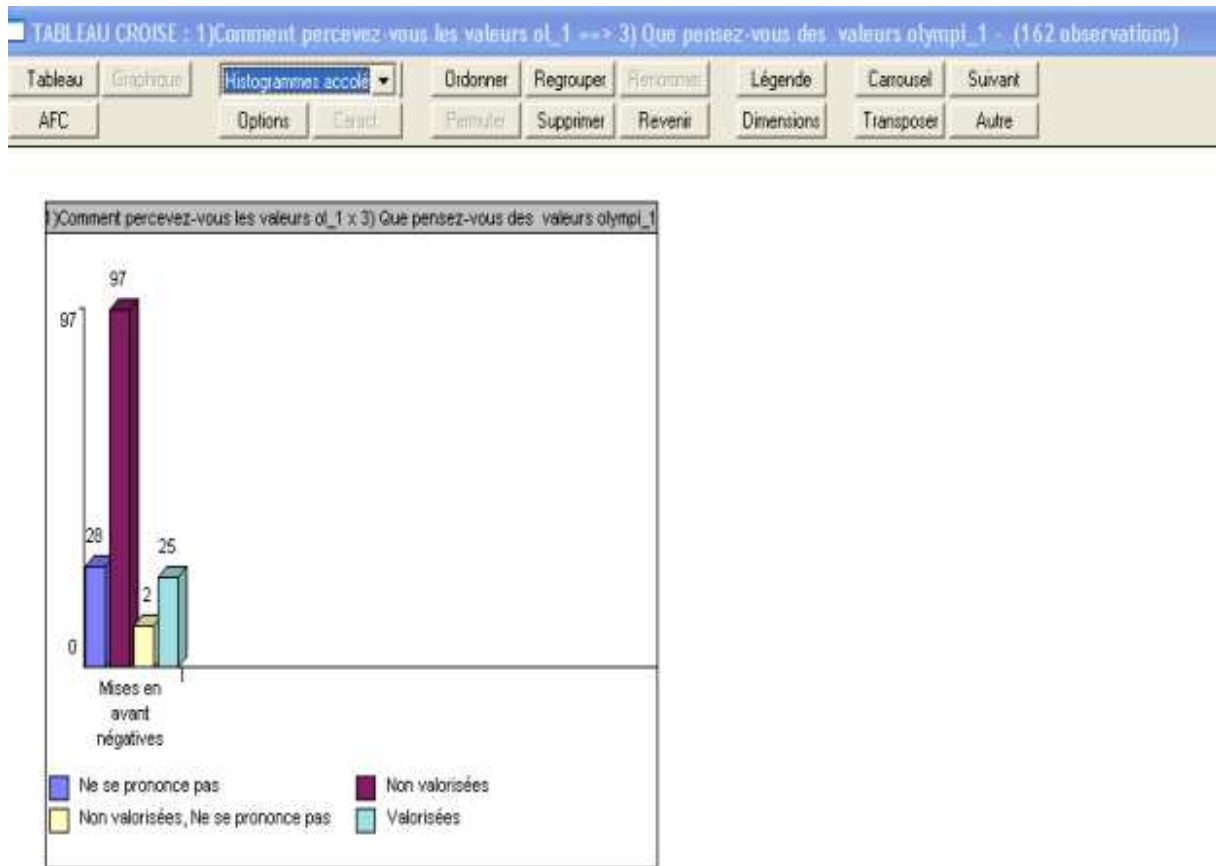 TABLEAU CROISE : 1)Comment percevez-vous les valeurs ol_1 ==> 3) Que pensez-vous des valeurs olympi_1 - (162 observations)
Tableau Graphique Histogrammes accolé Ordonner Regrouper Renommer Légende Carrousel Suivant
AFC Options Caract. Permuter Supprimer Revenir Dimensions Transposer Autre
1)Comment percevez-vous les valeurs ol_1 x 3) Que pensez-vous des valeurs olympi_1
97
97
28
25
2
0
Mises en
avant
négatives
Ne se prononce pas Non valorisées
Non valorisées, Ne se prononce pas Valorisées